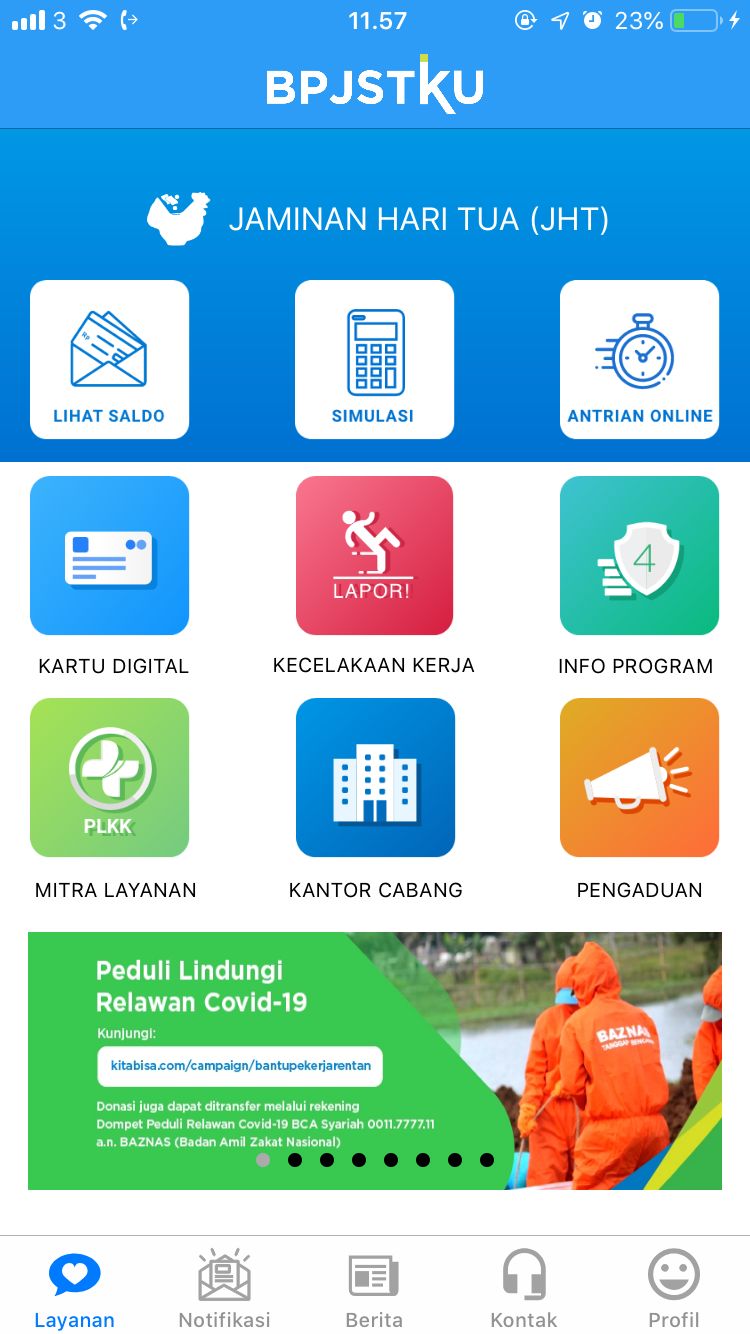 3
11.57
23%
BPJSTKU
JAMINAN HARI TUA (JHT)
Rp
LIHAT SALDO
SIMULASI
ANTRIAN ONLINE
LAPOR!
4
KARTU DIGITAL
KECELAKAAN KERJA
INFO PROGRAM
PLKK
MITRA LAYANAN
KANTOR CABANG
PENGADUAN
Peduli Lindungi
Relawan Covid-19
Kunjungi:
kitabisa.com/campaign/bantupekerjarentan
Donasi juga dapat ditransfer melalui rekening
Dompet Peduli Relawan Covid-19 BCA Syariah 0011.7777.11
a.n. BAZNAS (Badan Amil Zakat Nasional)
BAZNAS
TANGGAP BENCANA
Layanan
Notifikasi
Berita
Kontak
Profil